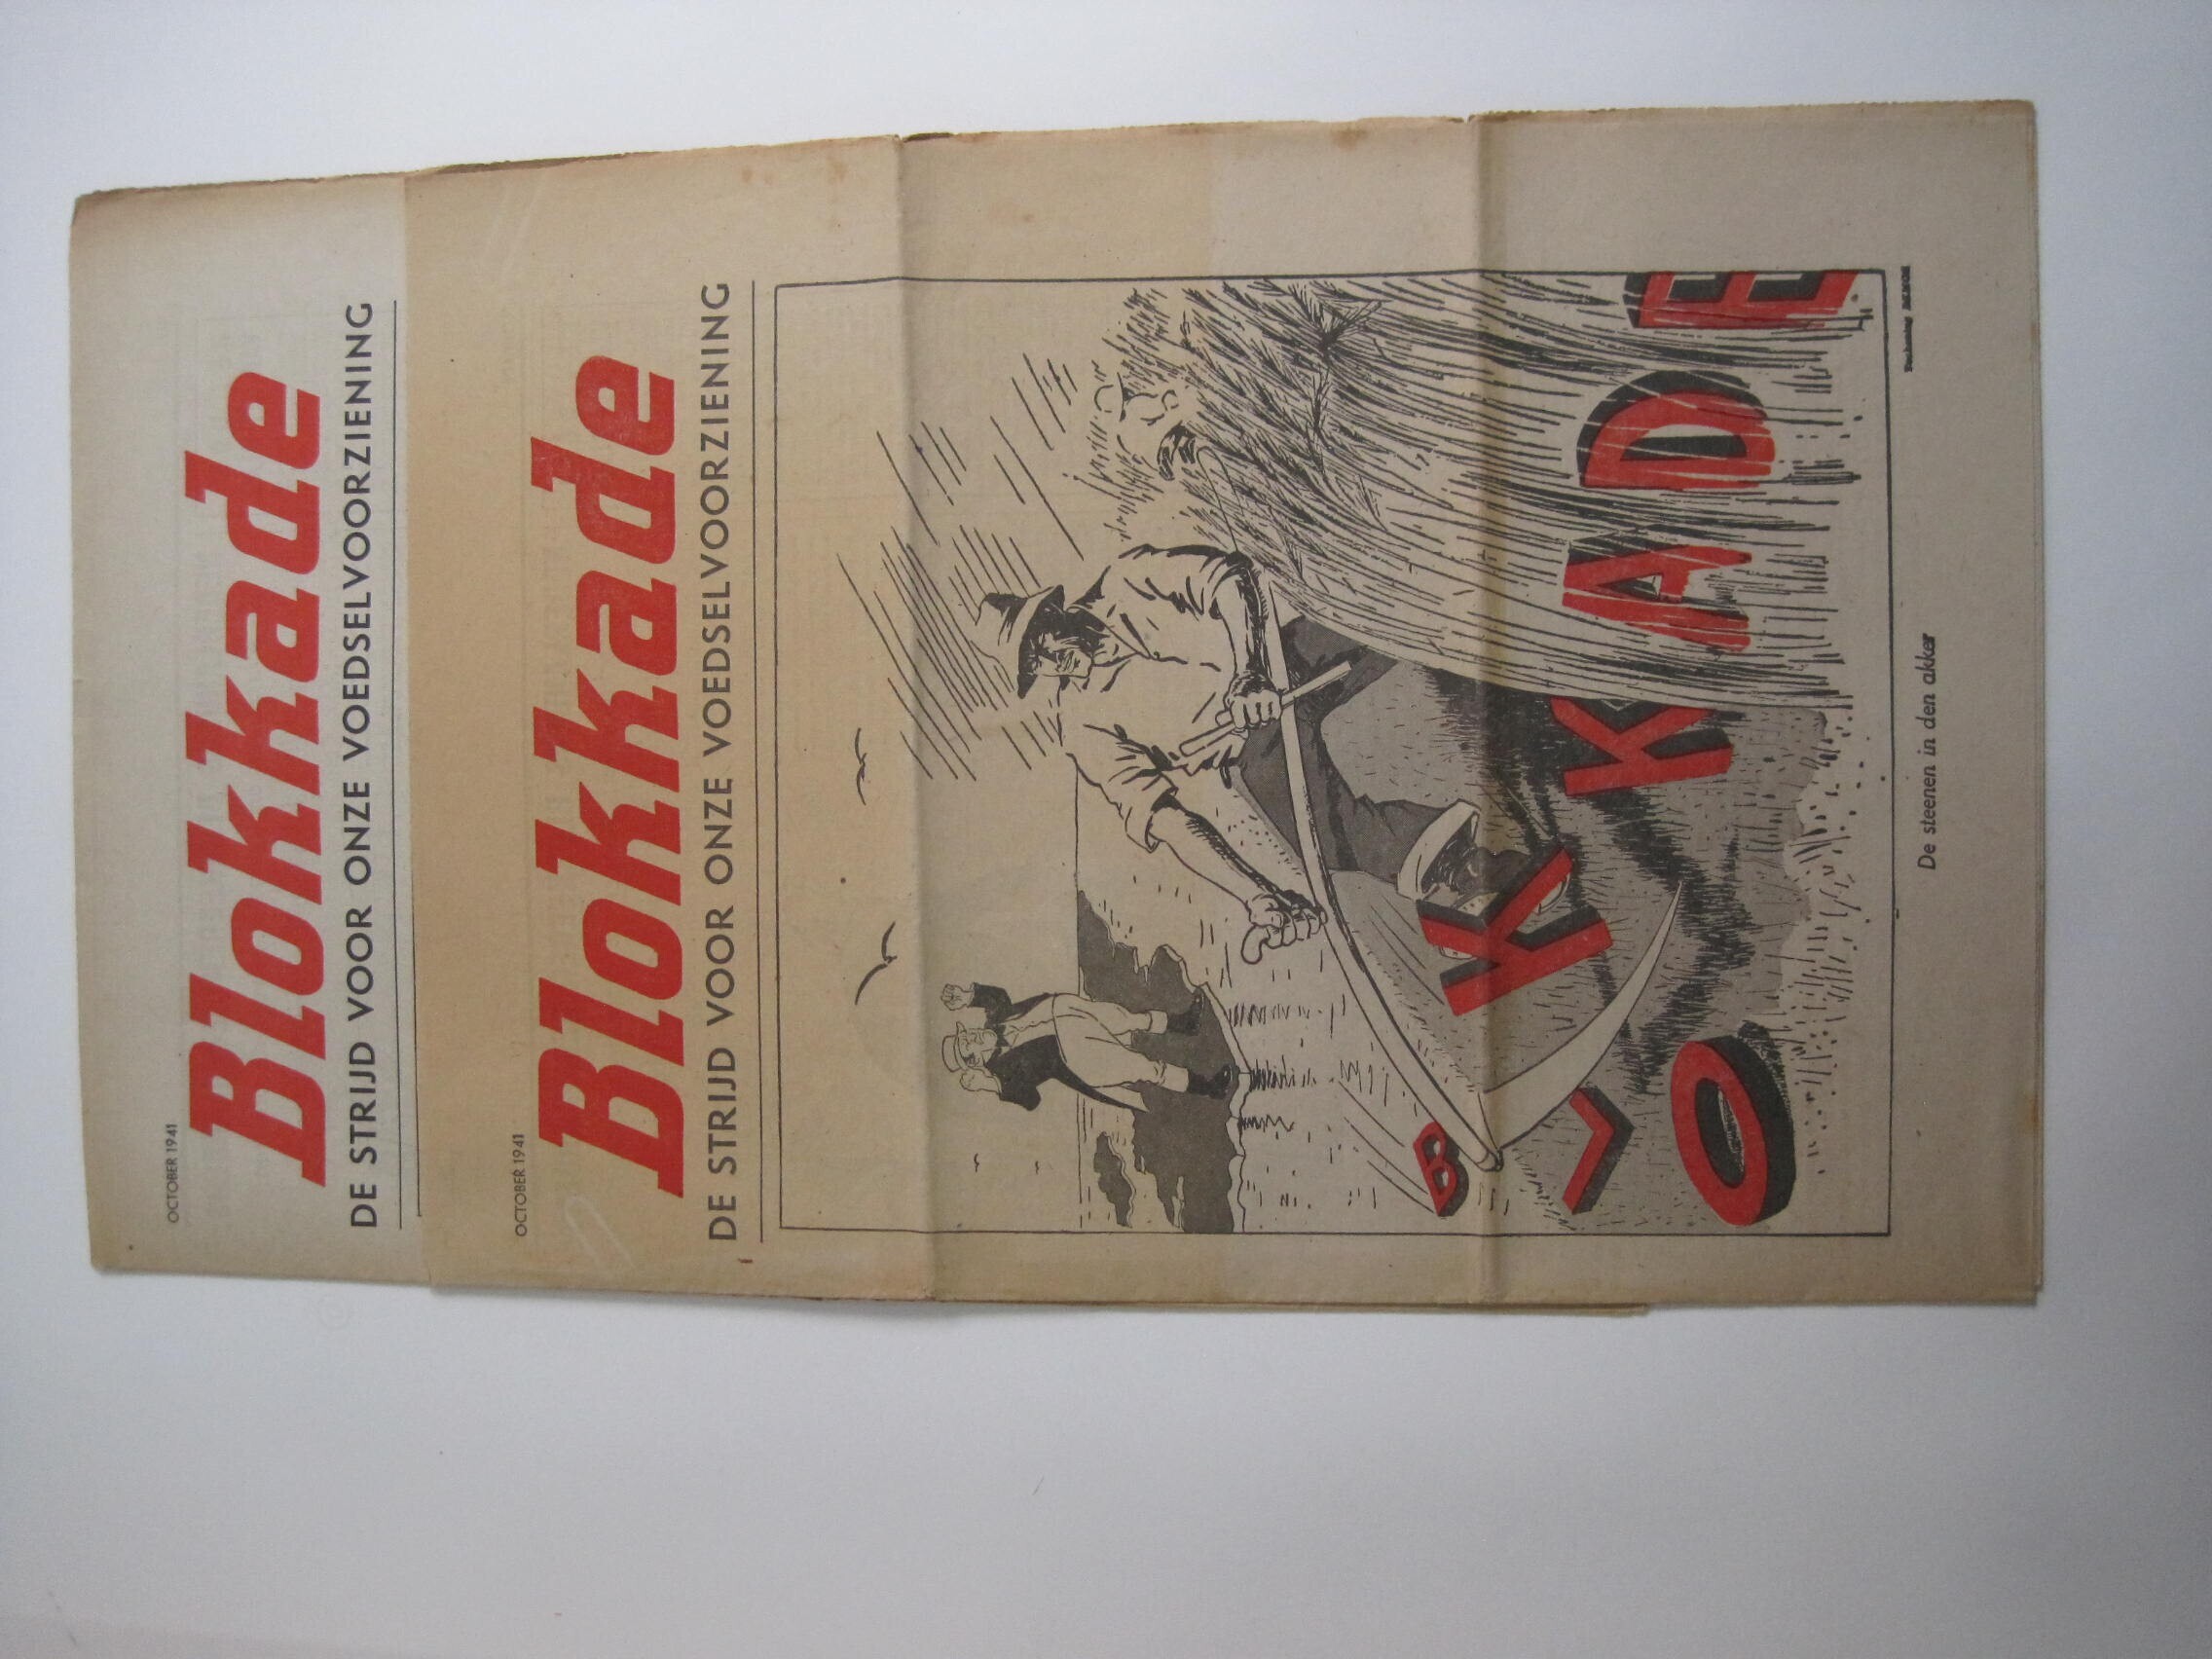 OCTOBER 1941
Blokkade
DE STRIJD VOOR ONZE VOEDSELVOORZIENING
OCTOBER 1941
Blokkade
DE STRIJD VOOR ONZE VOEDSELVOORZIENING
BLOKKADE
De steenen in den akker